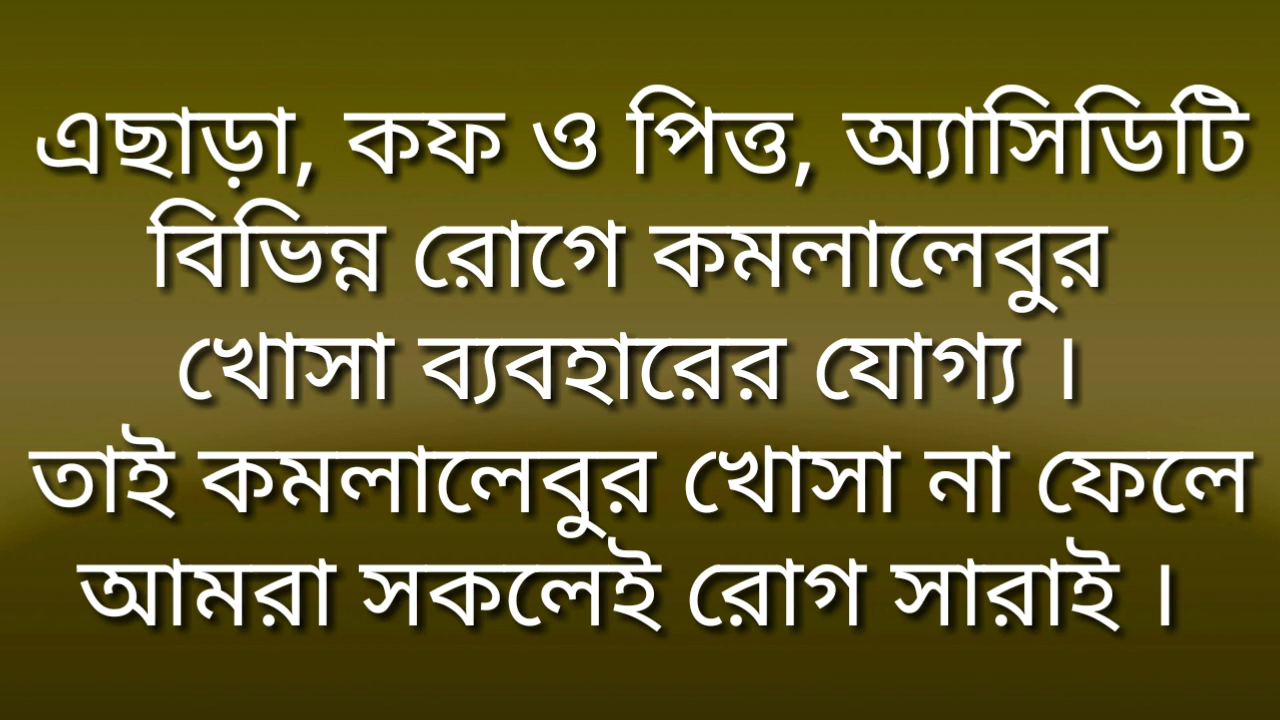 এছাড়া, কফ ও পিত্ত, অ্যাসিডিটি
বিভিন্ন রোগে কমলালেবুর
খোসা ব্যবহারের যোগ্য ।
তাই কমলালেবুর খোসা না ফেলে
আমরা সকলেই রোগ সারাই ।